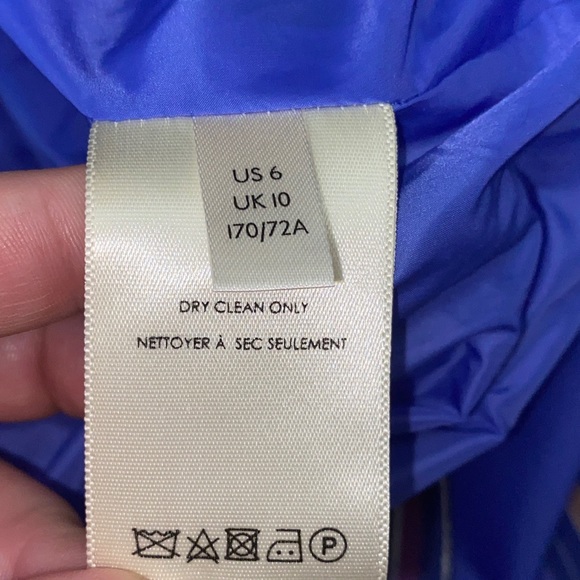 US 6
UK 10
170/72A
DRY CLEAN ONLY
NETTOYER À SEC SEULEMENT
P